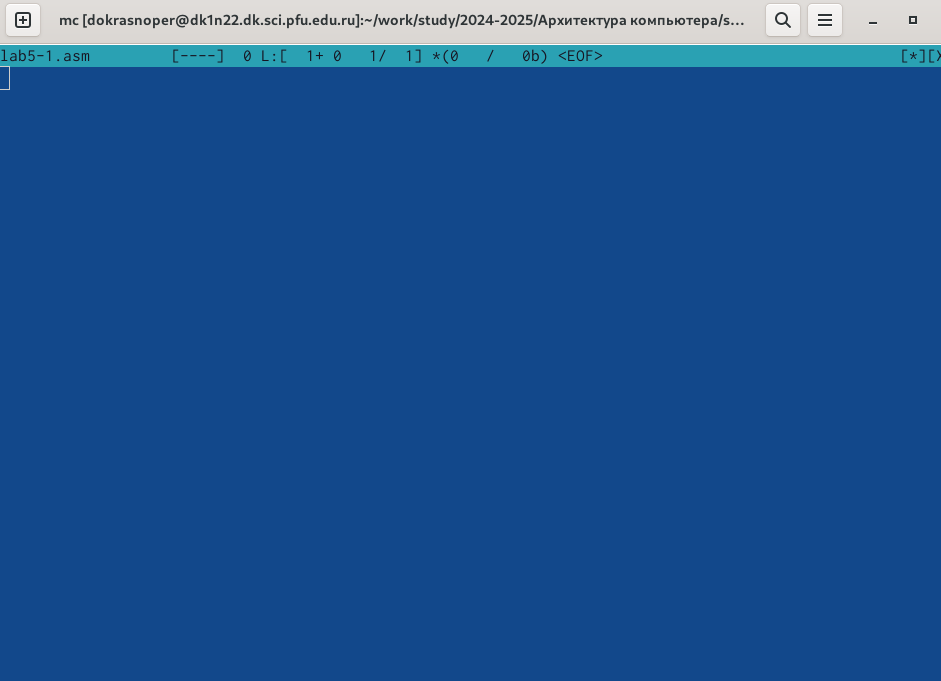 mc [dokrasnoper@dk1n22.dk.sci.pfu.edu.ru]:~/work/study/2024-2025/Архитектура компьютера/s...
lab5-1.asm [----] 0 L:[ 1+ 0 1/ 1] *(0 / 0b) <EOF> [*][X